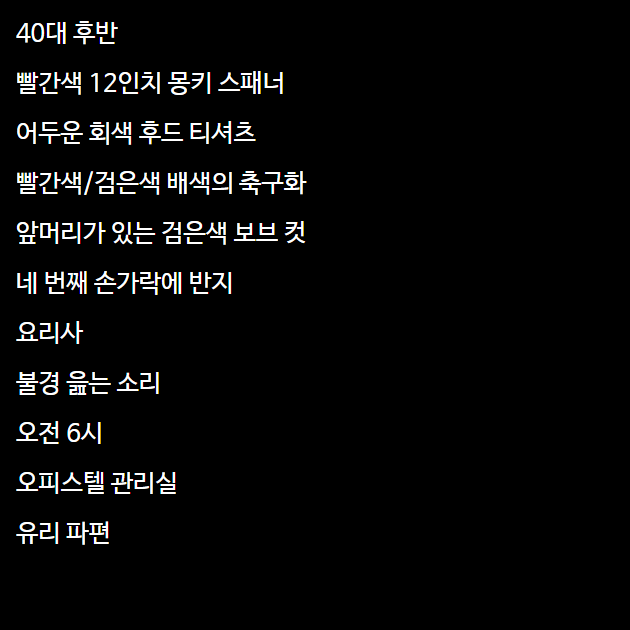 40대 후반
빨간색 12인치 몽키 스패너
어두운 회색 후드 티셔츠
빨간색/검은색 배색의 축구화
앞머리가 있는 검은색 보브 컷
네 번째 손가락에 반지
요리사
불경 읊는 소리
오전 6시
오피스텔 관리실
유리 파편